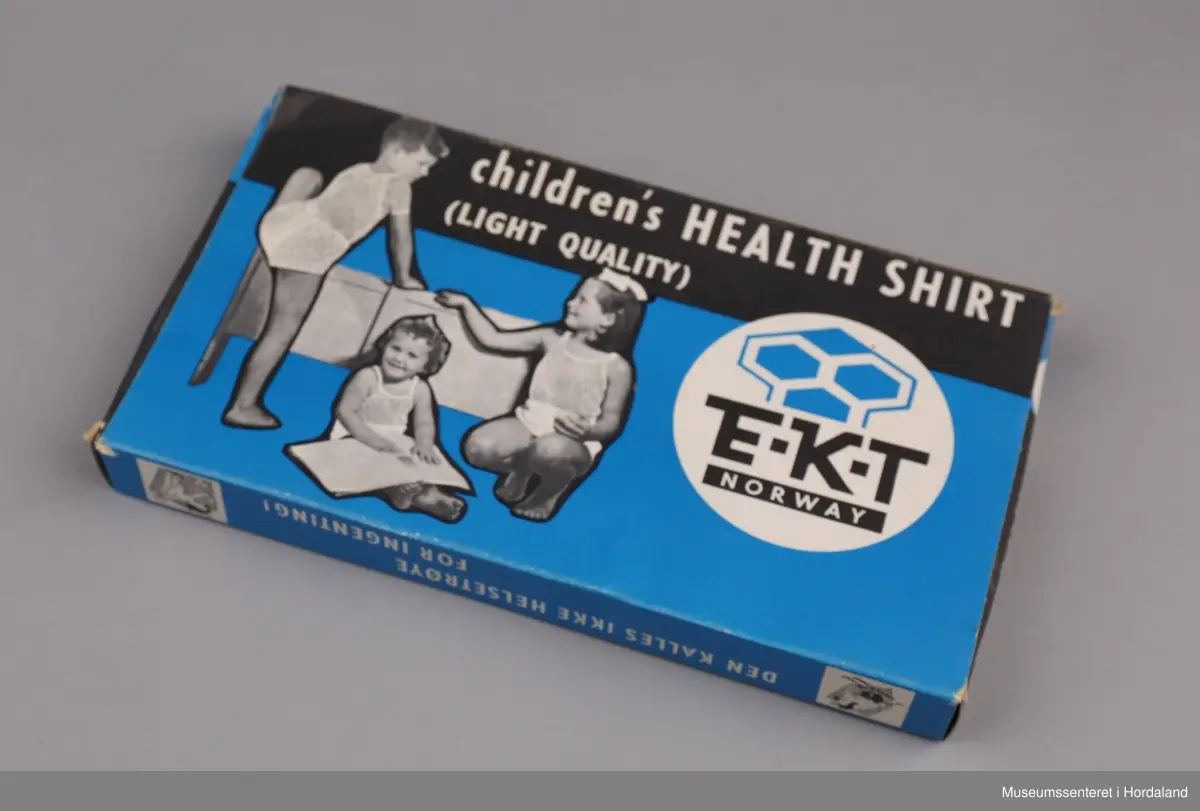 children's HEALTH SHIRT
(LIGHT QUALITY)
E·K·T
NORWAY
DEN KALLES IKKE HELSETRØYE
FOR INGENTING!
Museumssenteret i Hordaland